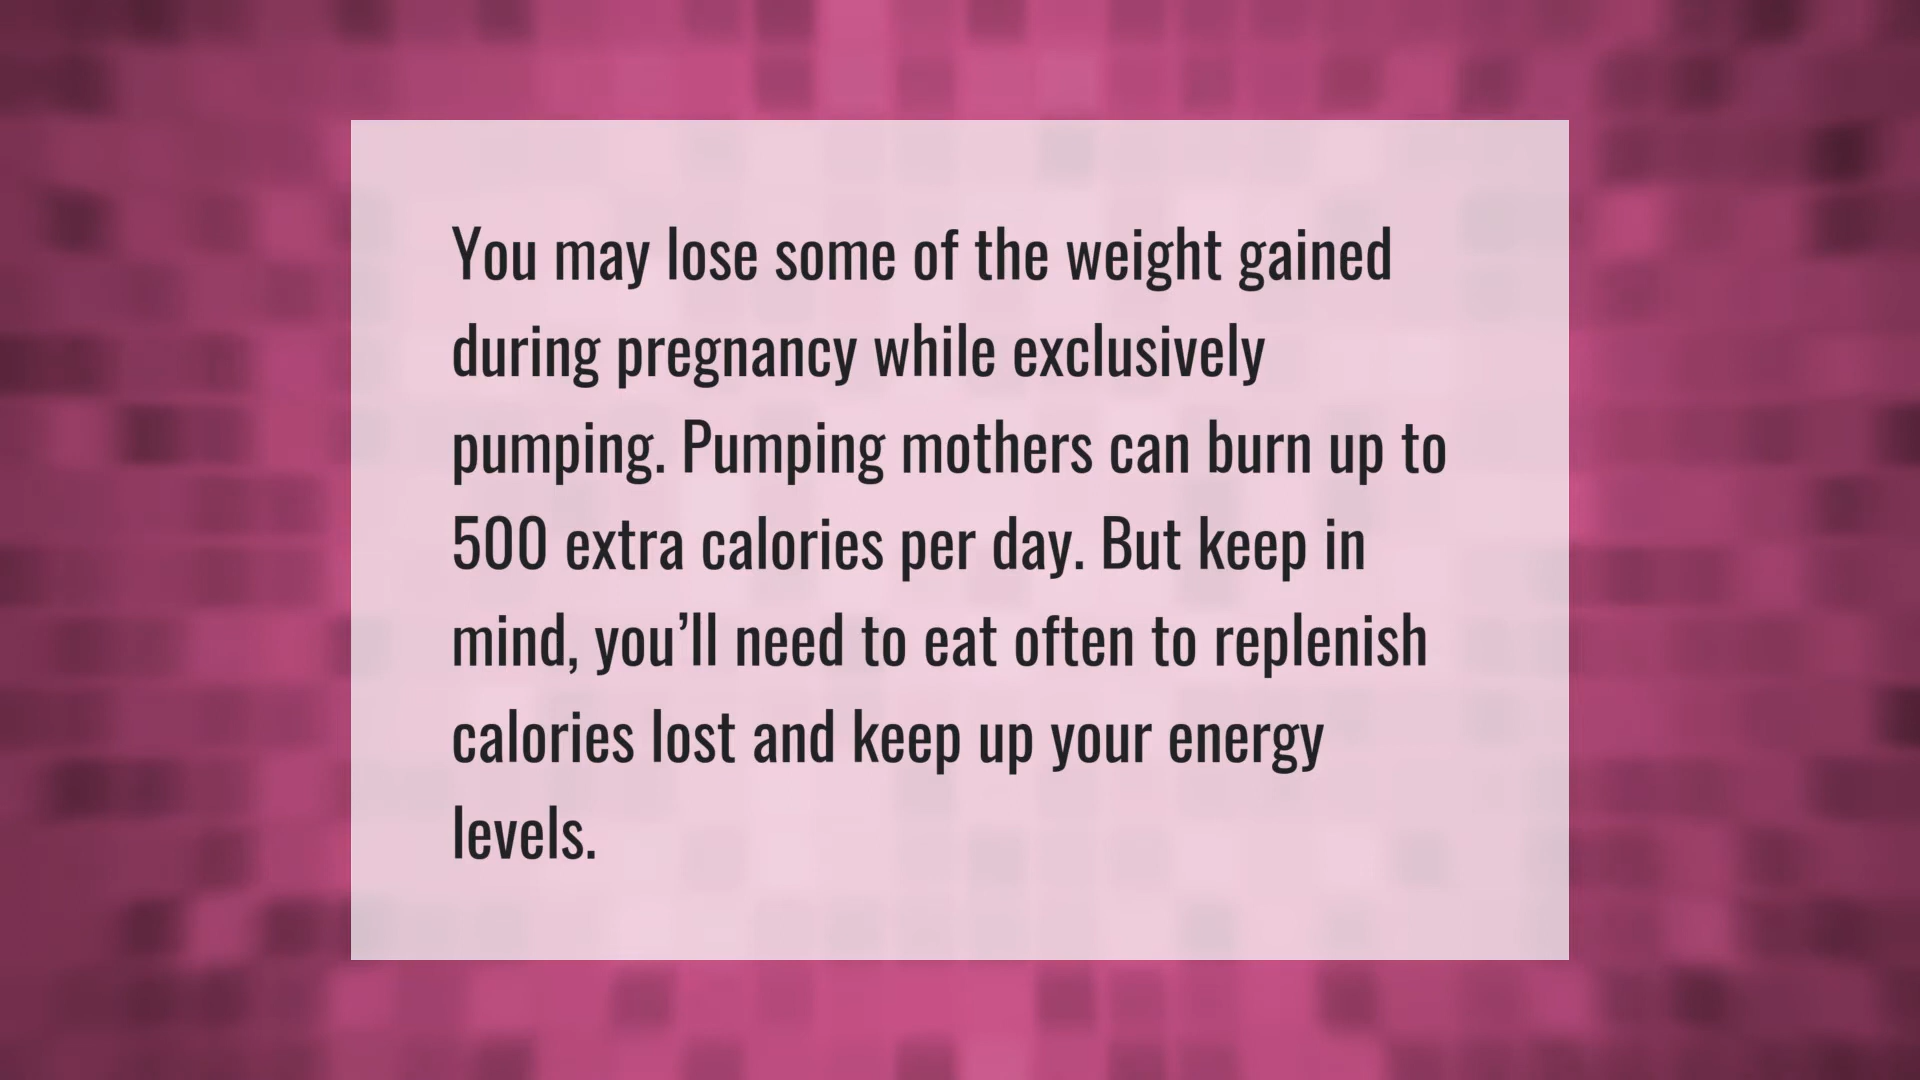 You may lose some of the weight gained
during pregnancy while exclusively
pumping. Pumping mothers can burn up to
500 extra calories per day. But keep in
mind, you’ll need to eat often to replenish
calories lost and keep up your energy
levels.